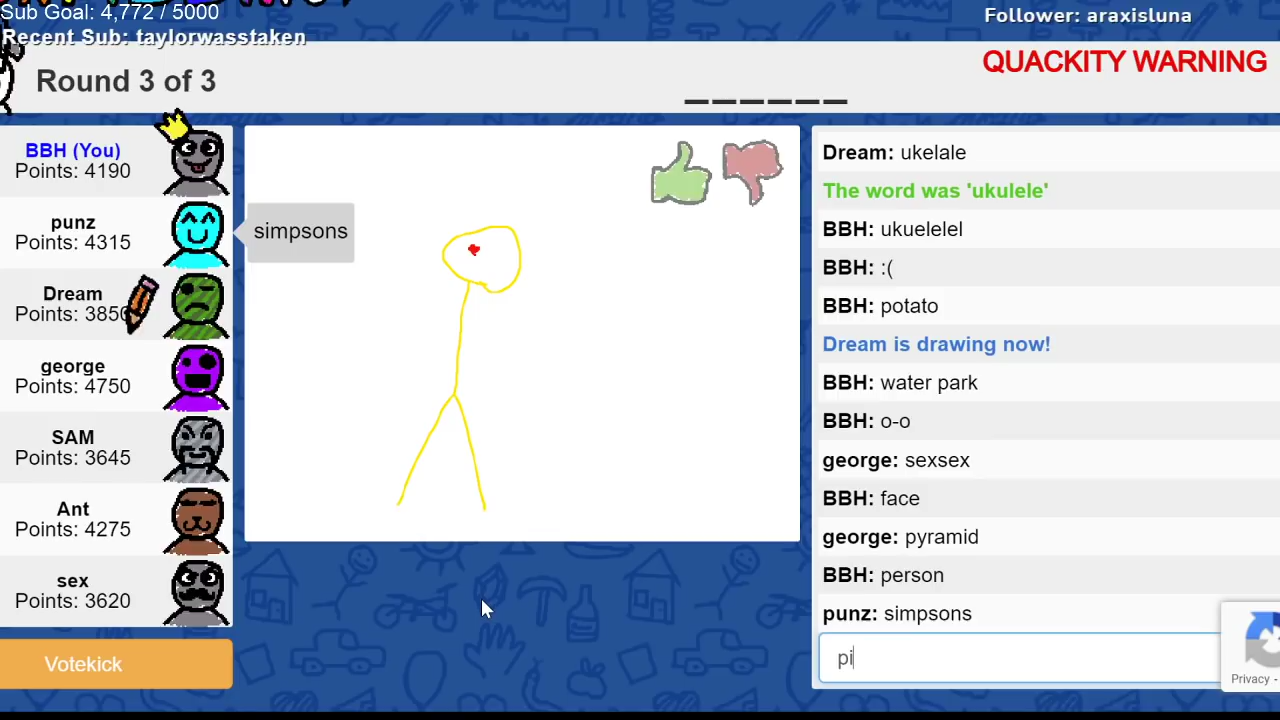 Sub Goal: 4,772 / 5000
Follower: araxisluna
Recent Sub: taylorwasstaken
QUACKITY WARNING
Round 3 of 3
______
BBH (You)
Points: 4190
punz
Points: 4315
simpsons
Dream
Points: 3850
george
Points: 4750
SAM
Points: 3645
Ant
Points: 4275
sex
Points: 3620
Votekick
Dream: ukelale
The word was 'ukulele'
BBH: ukuelelel
BBH: :(
BBH: potato
Dream is drawing now!
BBH: water park
BBH: o-o
george: sexsex
BBH: face
george: pyramid
BBH: person
punz: simpsons
pi
Privacy -